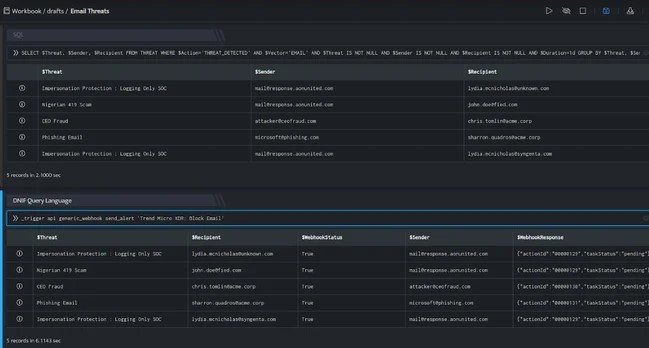 Workbook / drafts / Email Threats
SQL
SELECT $Threat, $Sender, $Recipient FROM THREAT WHERE $Action='THREAT_DETECTED' AND $Vector='EMAIL' AND $Threat IS NOT NULL AND $Sender IS NOT NULL AND $Recipient IS NOT NULL AND $Duration=1d GROUP BY $Threat, $Sen
$Threat $Sender $Recipient
Impersonation Protection : Logging Only SOC mail@response.aonunited.com lydia.mcnicholas@unknown.com
Nigerian 419 Scam mail@response.aonunited.com john.doe@fied.com
CEO Fraud attacker@ceofraud.com chris.tomlin@acme.corp
Phishing Email microsoft@phishing.com sharron.quadros@acme.corp
Impersonation Protection : Logging Only SOC mail@response.aonunited.com lydia.mcnicholas@syngenta.com
5 records in 2.1000 sec
DNIF Query Language
_trigger api generic_webhook send_alert 'Trend Micro XDR: Block Email'
$Threat $Recipient $WebhookStatus $Sender $WebhookResponse
Impersonation Protection : Logging Only SOC lydia.mcnicholas@unknown.com True mail@response.aonunited.com {"actionId":"00000123","taskStatus":"pending"}
Nigerian 419 Scam john.doe@fied.com True mail@response.aonunited.com {"actionId":"00000123","taskStatus":"pending"}
CEO Fraud chris.tomlin@acme.corp True attacker@ceofraud.com {"actionId":"00000130","taskStatus":"pending"}
Phishing Email sharron.quadros@acme.corp True microsoft@phishing.com {"actionId":"00000131","taskStatus":"pending"}
Impersonation Protection : Logging Only SOC lydia.mcnicholas@syngenta.com True mail@response.aonunited.com {"actionId":"00000123","taskStatus":"pending"}
5 records in 6.1143 sec